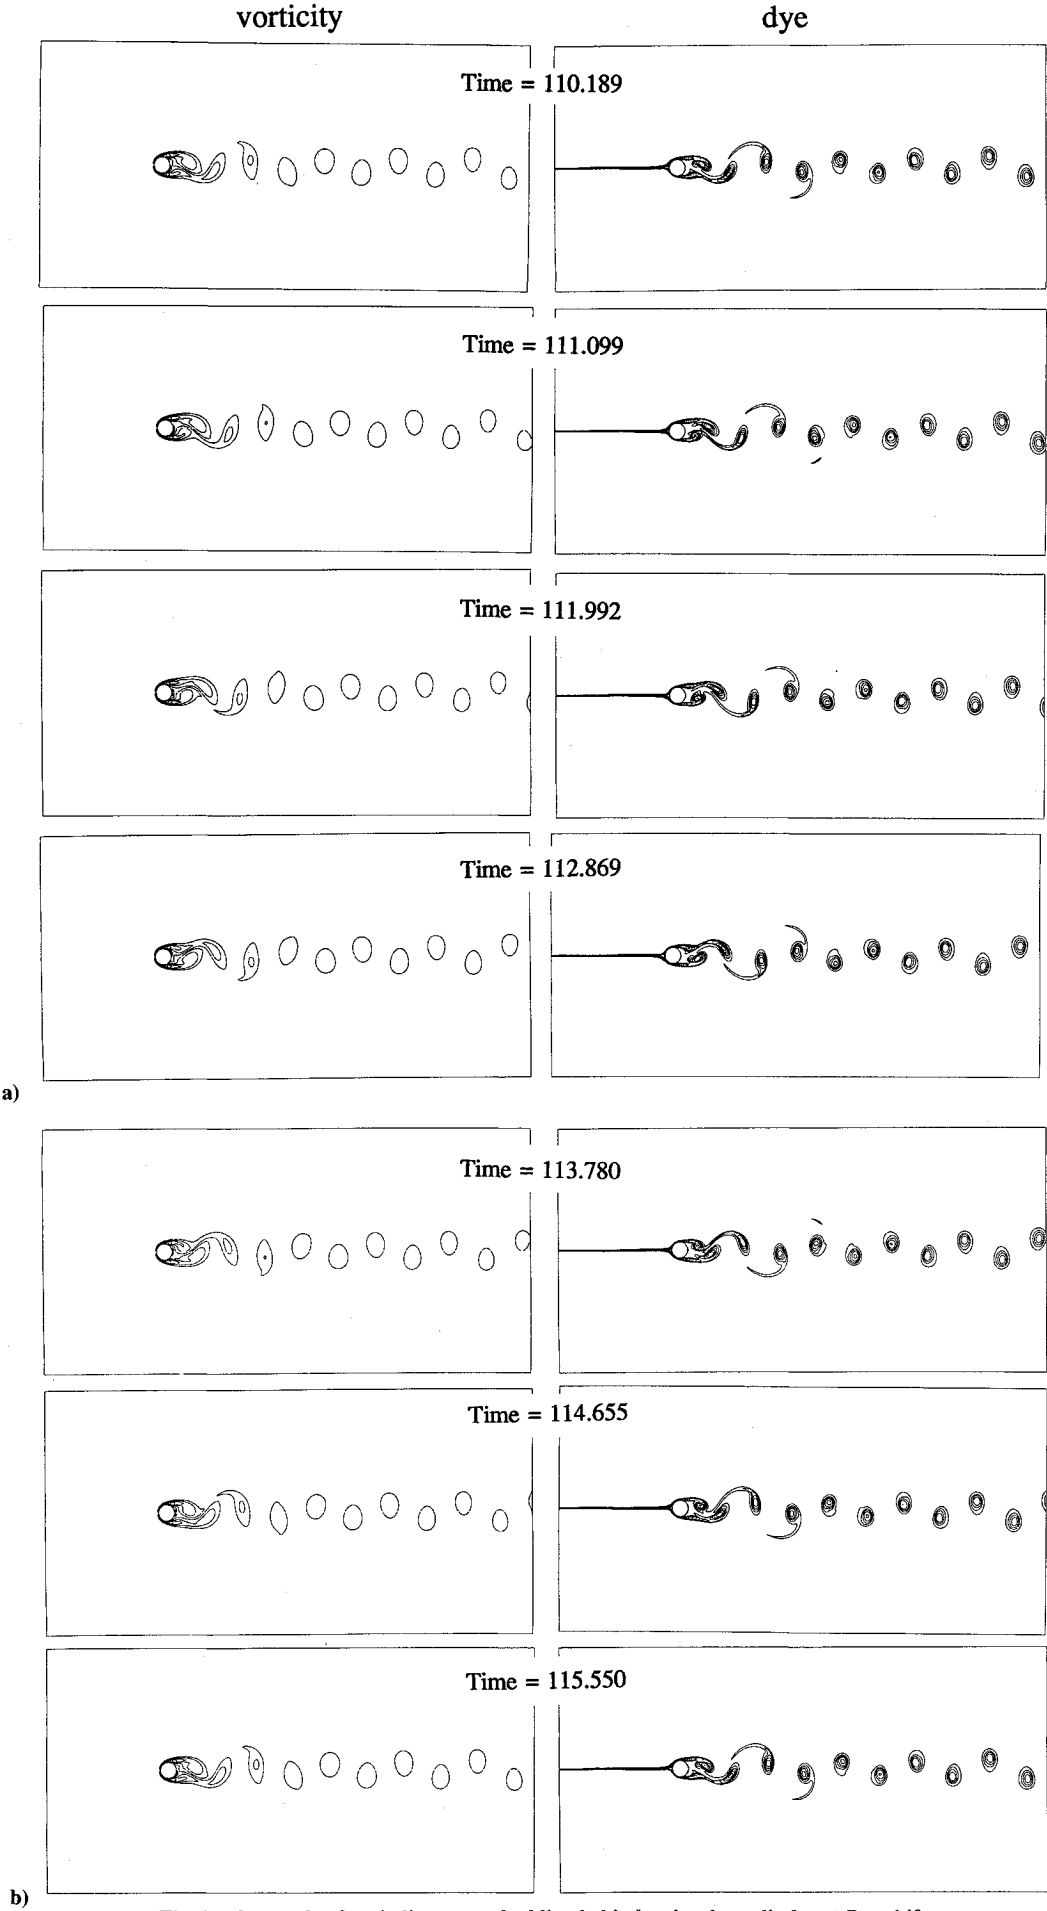 vorticity dye
Time = 110.189
Time = 111.099
Time = 111.992
Time = 112.869
a)
Time = 113.780
Time = 114.655
Time = 115.550
b)